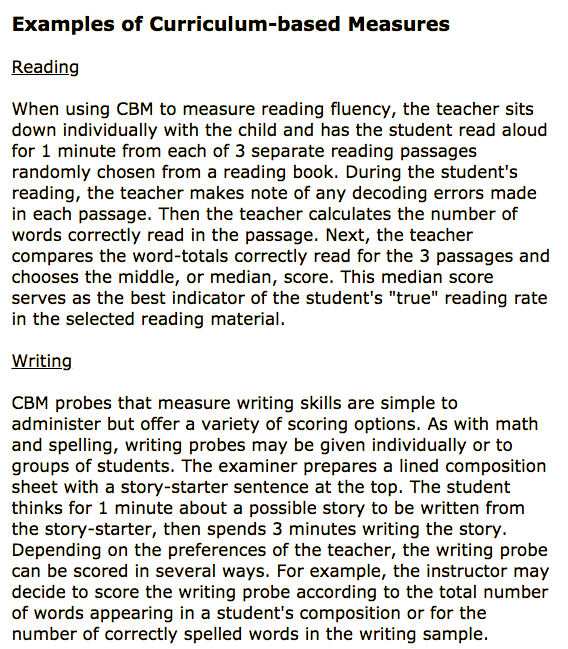 Examples of Curriculum-based Measures
Reading
When using CBM to measure reading fluency, the teacher sits
down individually with the child and has the student read aloud
for 1 minute from each of 3 separate reading passages
randomly chosen from a reading book. During the student's
reading, the teacher makes note of any decoding errors made
in each passage. Then the teacher calculates the number of
words correctly read in the passage. Next, the teacher
compares the word-totals correctly read for the 3 passages and
chooses the middle, or median, score. This median score
serves as the best indicator of the student's "true" reading rate
in the selected reading material.
Writing
CBM probes that measure writing skills are simple to
administer but offer a variety of scoring options. As with math
and spelling, writing probes may be given individually or to
groups of students. The examiner prepares a lined composition
sheet with a story-starter sentence at the top. The student
thinks for 1 minute about a possible story to be written from
the story-starter, then spends 3 minutes writing the story.
Depending on the preferences of the teacher, the writing probe
can be scored in several ways. For example, the instructor may
decide to score the writing probe according to the total number
of words appearing in a student's composition or for the
number of correctly spelled words in the writing sample.